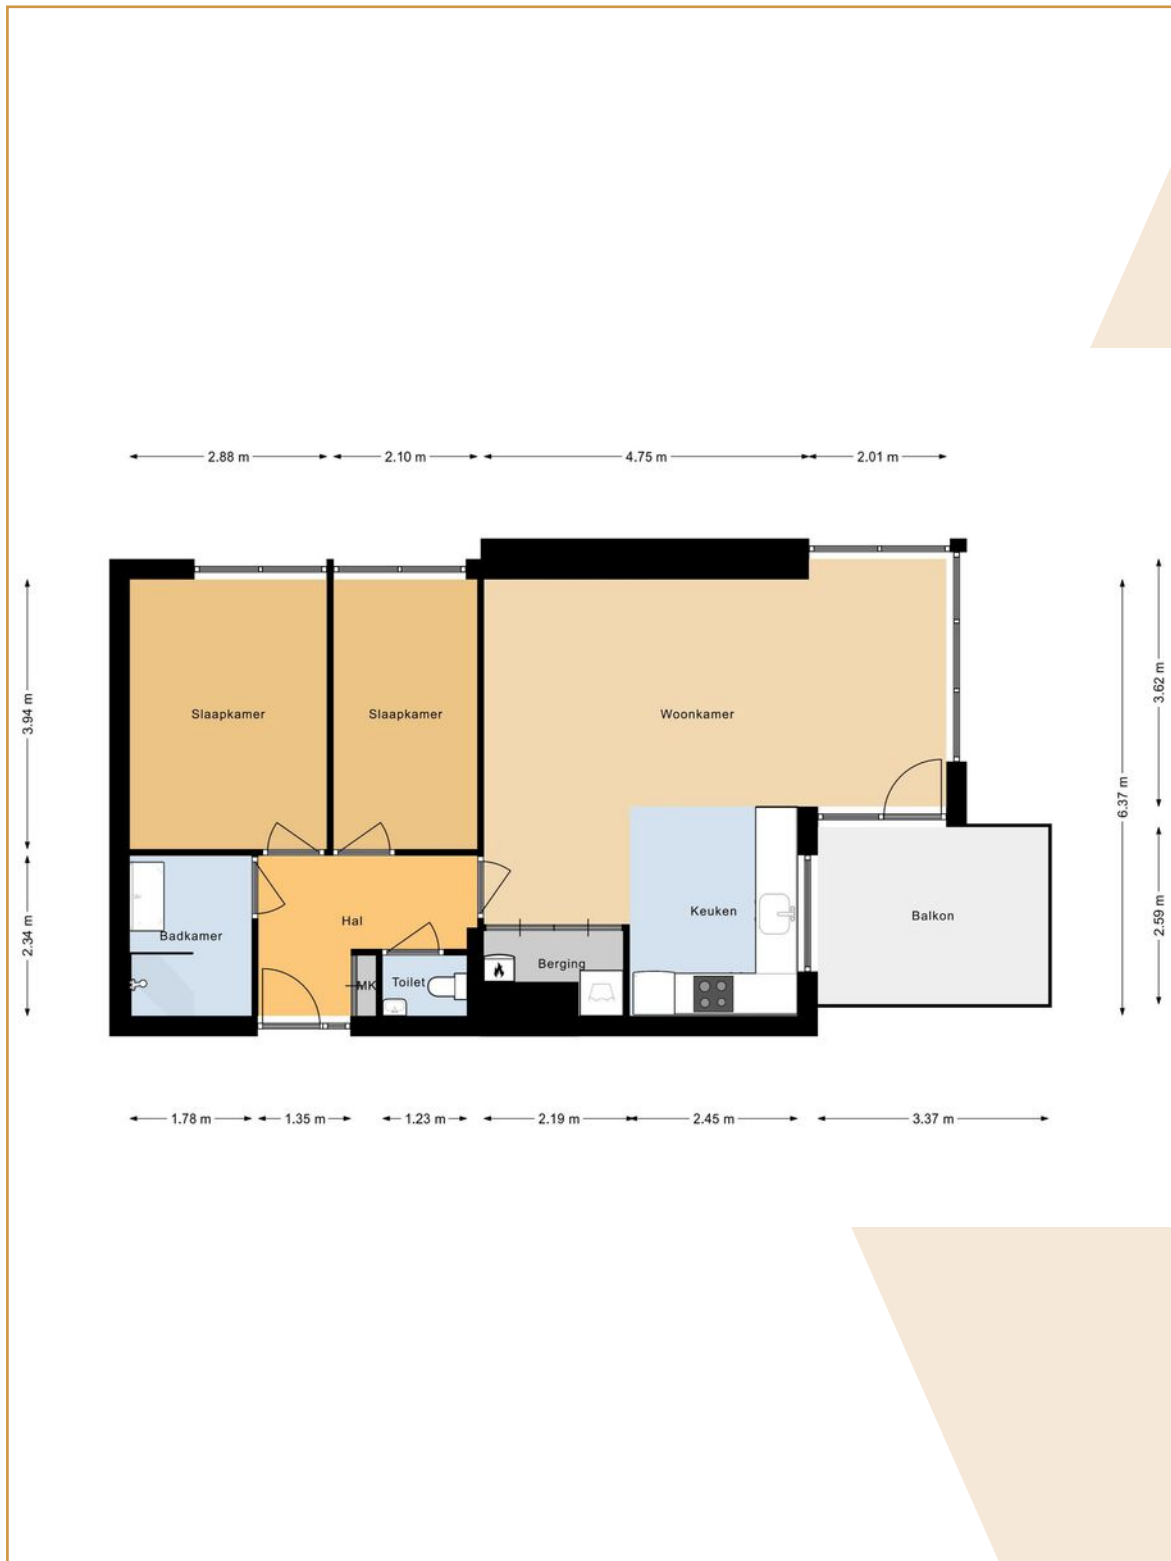 2.88 m
2.10 m
4.75 m
2.01 m
3.94 m
2.34 m
Slaapkamer
Slaapkamer
Woonkamer
3.62 m
6.37 m
2.59 m
Badkamer
Hal
Keuken
Balkon
Berging
MK
Toilet
1.78 m
1.35 m
1.23 m
2.19 m
2.45 m
3.37 m